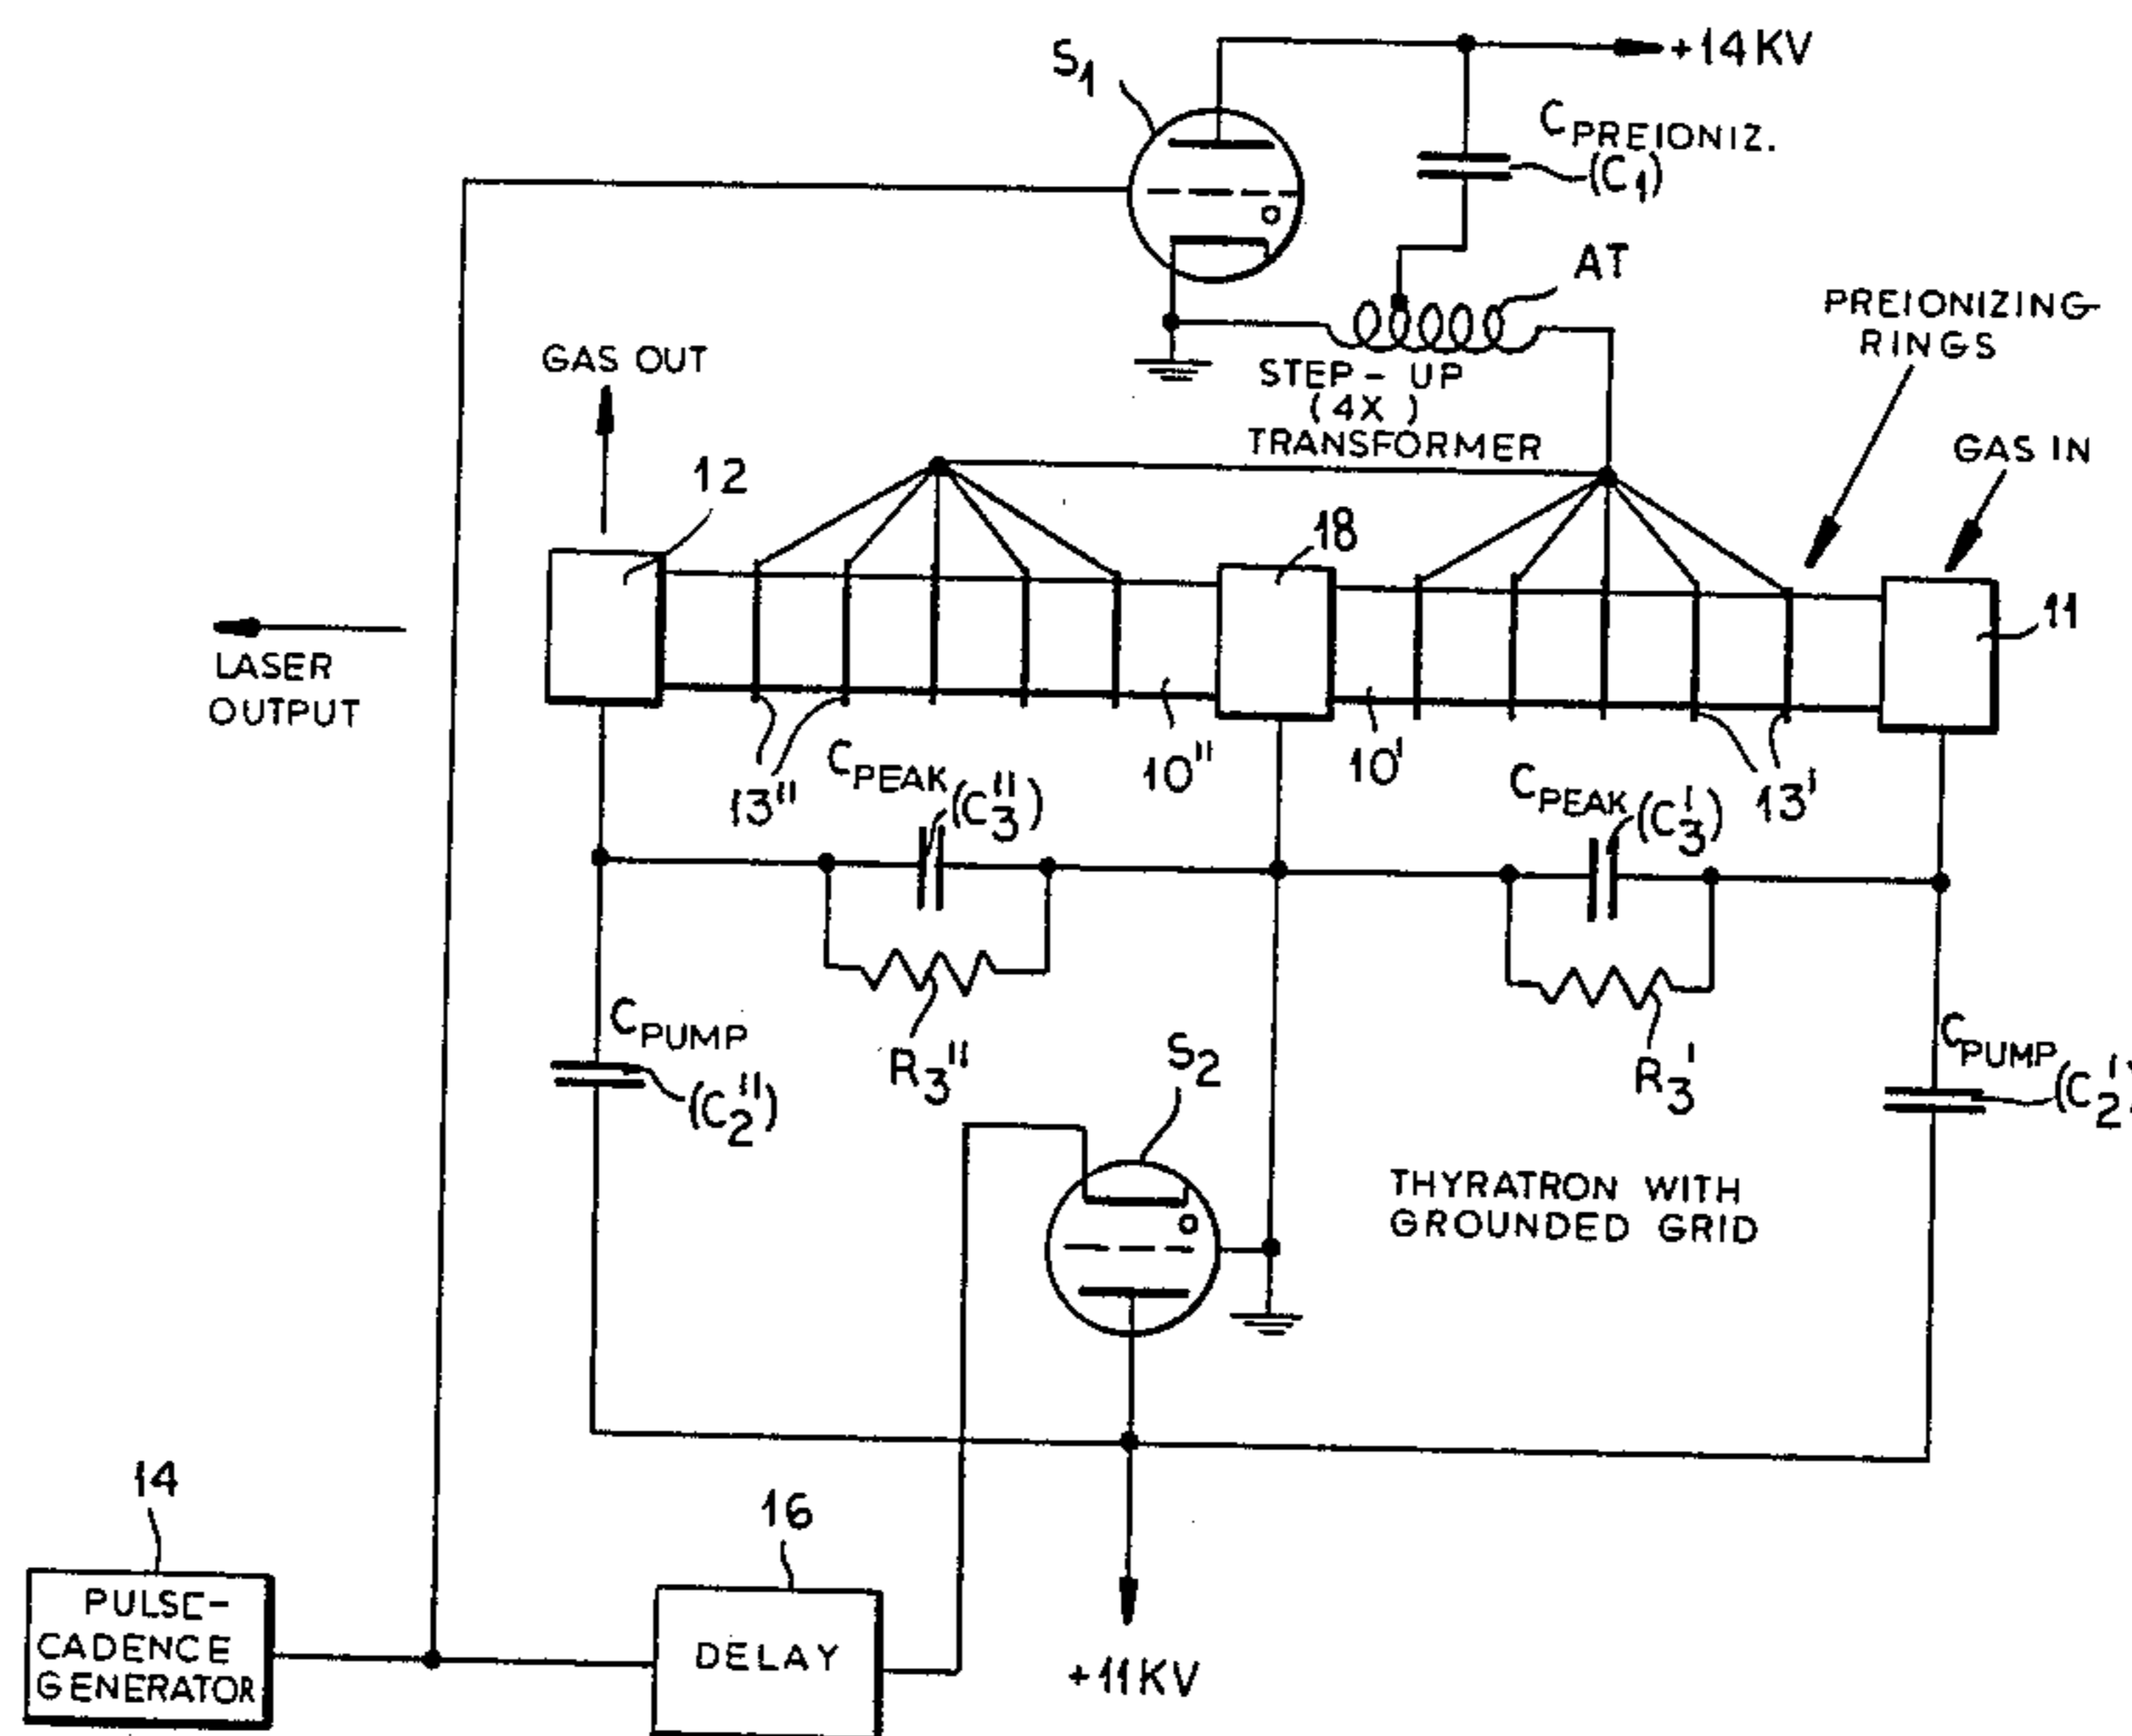 S1
+14KV
CPREIONIZ.
(C1)
AT
PREIONIZING-
RINGS
GAS OUT
STEP-UP
(4X)
TRANSFORMER
GAS IN
12
18
11
LASER
OUTPUT
13"
CPEAK
(C3")
10"
10'
CPEAK
(C3')
13'
CPUMP
(C2")
R3"
S2
R3'
CPUMP
(C2')
THYRATRON WITH
GROUNDED GRID
14
16
PULSE-
CADENCE
GENERATOR
DELAY
+11KV